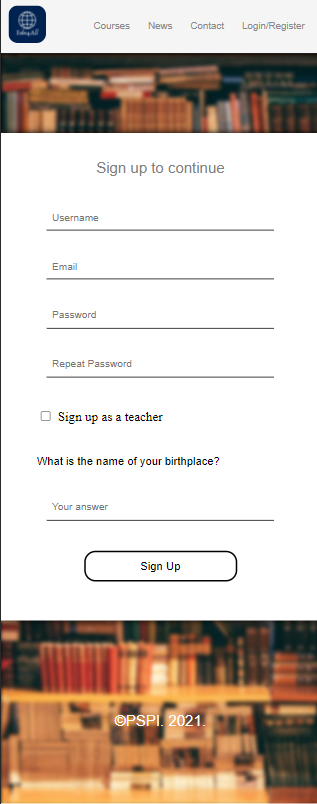 Courses News Contact Login/Register
Sign up to continue
Username
Email
Password
Repeat Password
Sign up as a teacher
What is the name of your birthplace?
Your answer
Sign Up
©PSPI. 2021.